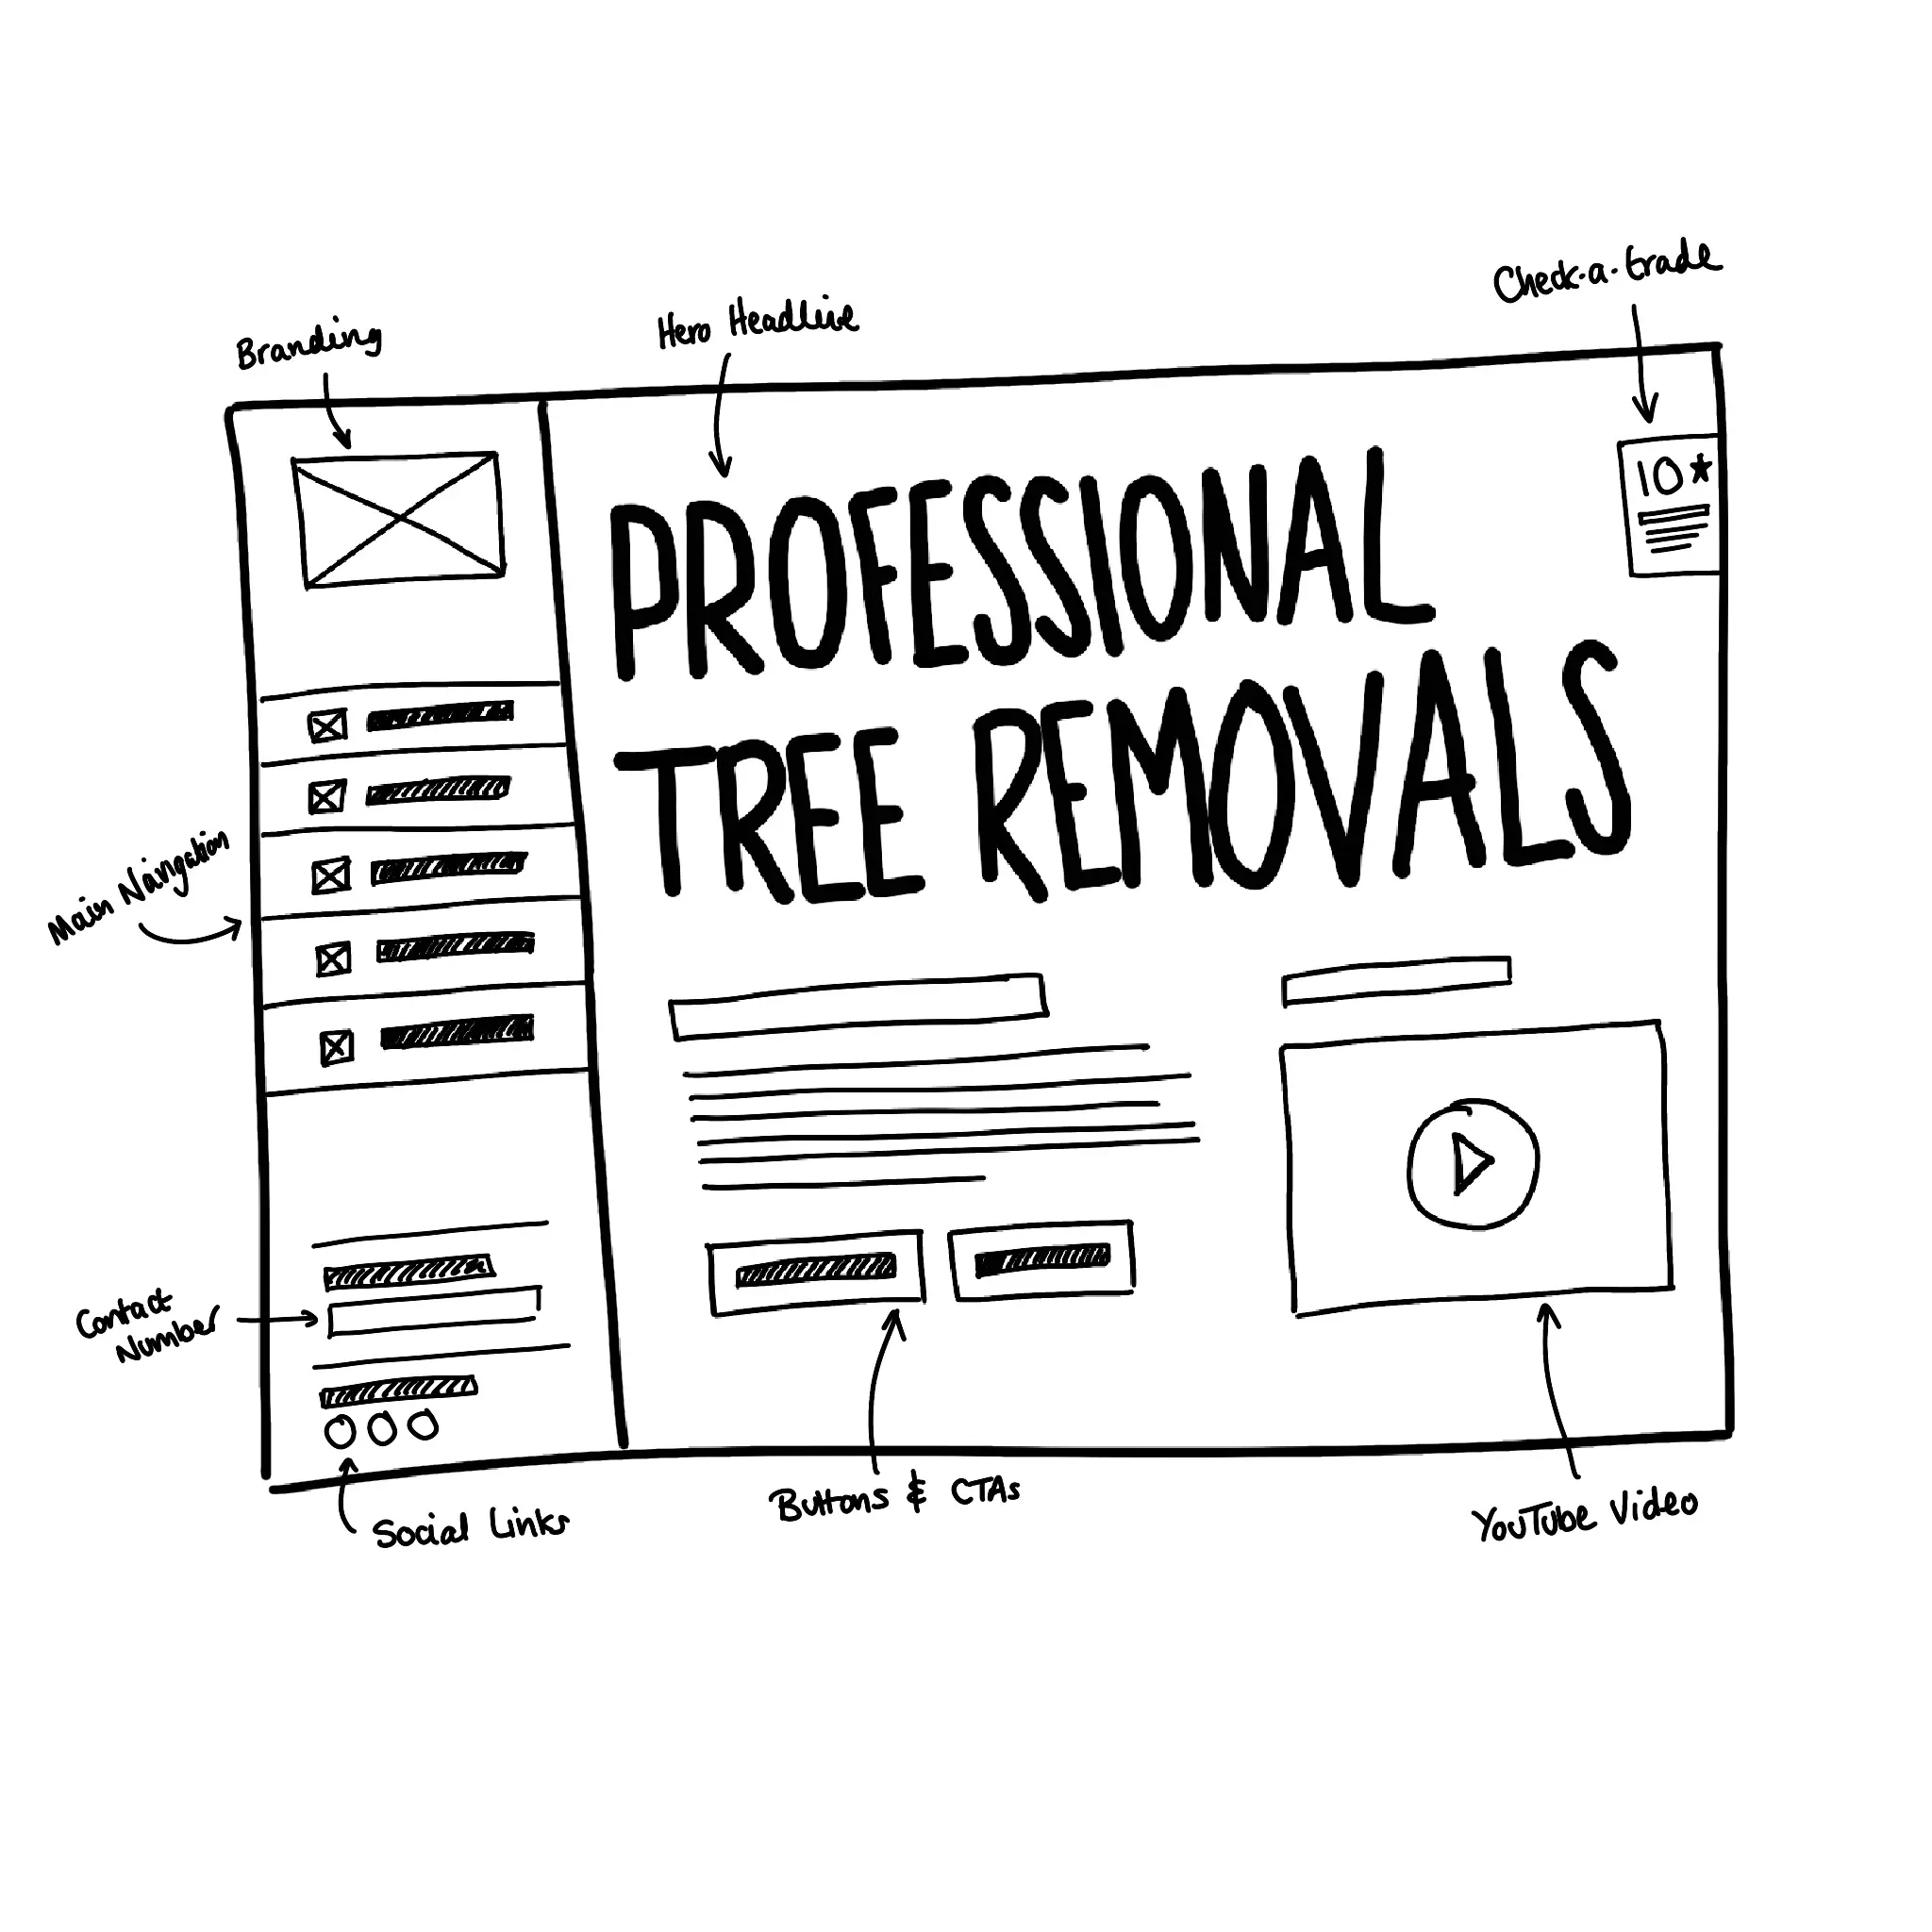 Check.a.trade
Hero Headline
Branding
10★
PROFESSIONAL
TREE REMOVALS
Main Navigation
Contact
Number
Buttons & CTAs
YouTube Video
Social Links